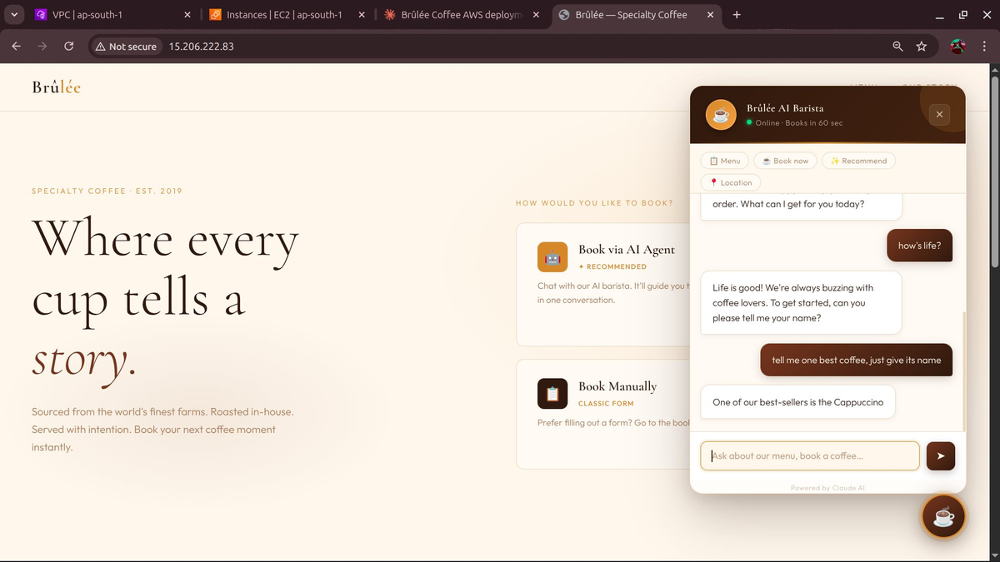 VPC | ap-south-1
Instances | EC2 | ap-south-1
Brûlée Coffee AWS deploym
Brûlée — Specialty Coffee
Not secure
15.206.222.83
Brûlée
SPECIALTY COFFEE · EST. 2019
Where every
cup tells a
story.
Sourced from the world's finest farms. Roasted in-house.
Served with intention. Book your next coffee moment
instantly.
HOW WOULD YOU LIKE TO BOOK?
Book via AI Agent
✦ RECOMMENDED
Chat with our AI barista. It'll guide you t
in one conversation.
Book Manually
CLASSIC FORM
Prefer filling out a form? Go to the book
Brûlée AI Barista
Online · Books in 60 sec
Menu
Book now
Recommend
Location
order. What can I get for you today?
how's life?
Life is good! We're always buzzing with
coffee lovers. To get started, can you
please tell me your name?
tell me one best coffee, just give its name
One of our best-sellers is the Cappuccino
Ask about our menu, book a coffee...
Powered by Claude AI